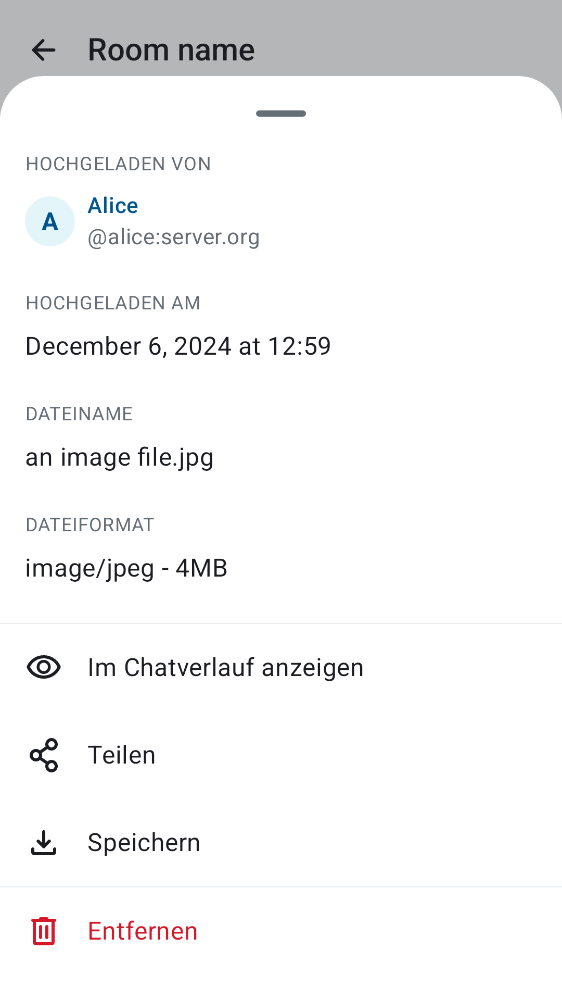 Room name
HOCHGELADEN VON
A
Alice
@alice:server.org
HOCHGELADEN AM
December 6, 2024 at 12:59
DATEINAME
an image file.jpg
DATEIFORMAT
image/jpeg - 4MB
Im Chatverlauf anzeigen
Teilen
Speichern
Entfernen